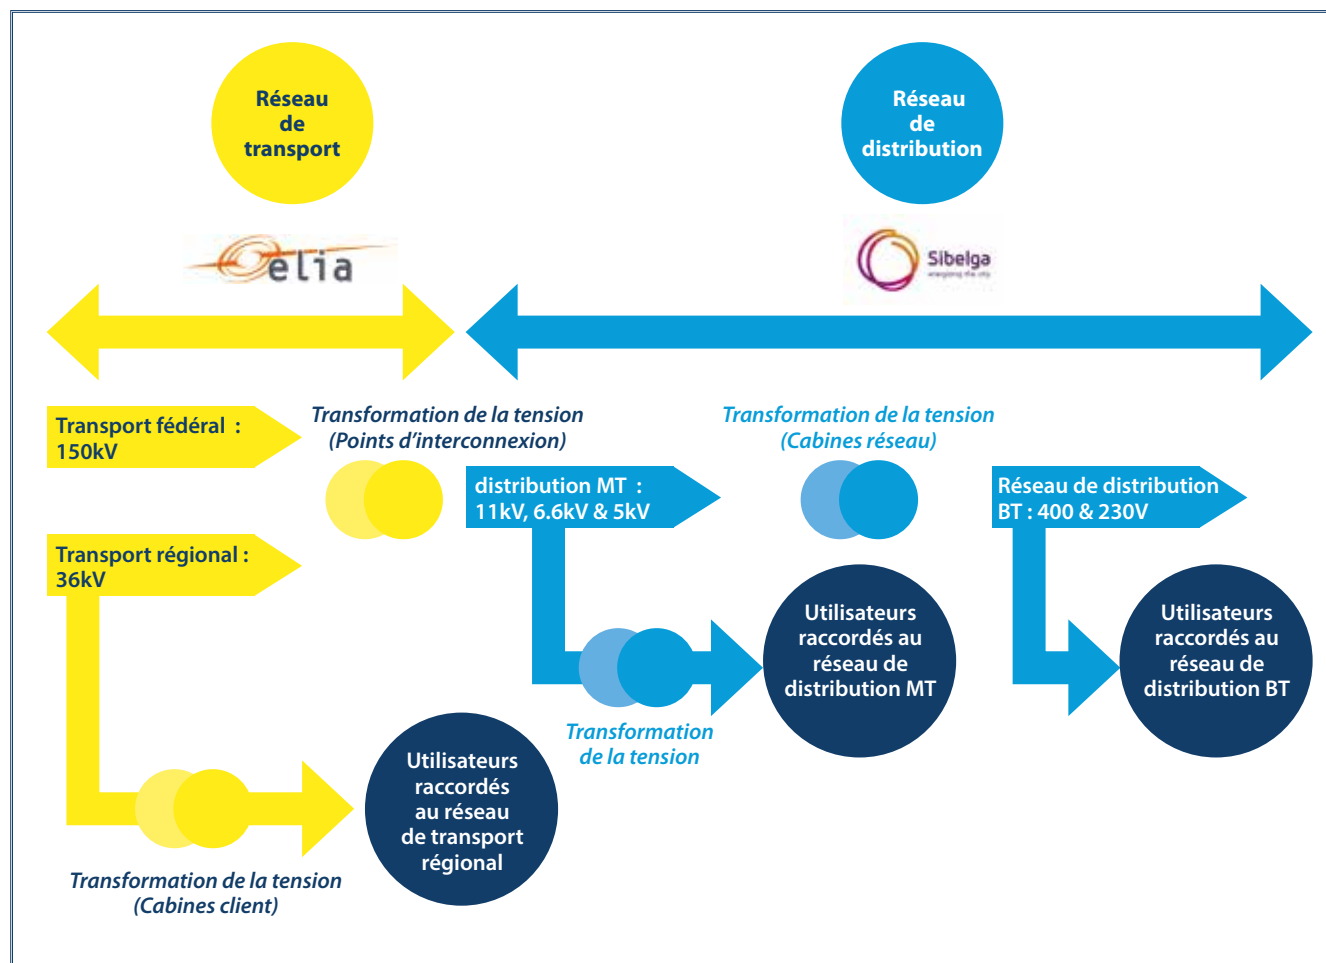 Réseau
de
transport
Réseau
de
distribution
elia
Sibelga
energizing the city
Transport fédéral :
150kV
Transformation de la tension
(Points d'interconnexion)
Transformation de la tension
(Cabines réseau)
distribution MT :
11kV, 6.6kV & 5kV
Réseau de distribution
BT : 400 & 230V
Transport régional :
36kV
Utilisateurs
raccordés au
réseau de
distribution MT
Utilisateurs
raccordés au
réseau de
distribution BT
Transformation
de la tension
Utilisateurs
raccordés
au réseau
de transport
régional
Transformation de la tension
(Cabines client)